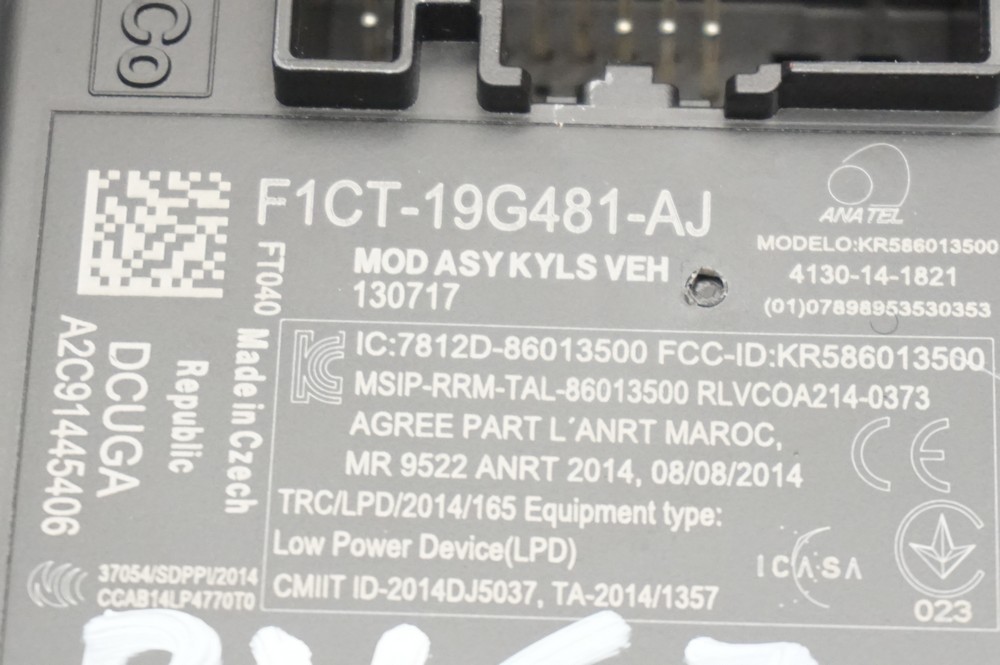 CO
F1CT-19G481-AJ
FT040
MOD ASY KYLS VEH
130717
ANATEL
MODELO:KR586013500
4130-14-1821
(01)07898953530353
A2C91445406
DCUGA
Made in Czech
Republic
IC:7812D-86013500 FCC-ID:KR586013500
MSIP-RRM-TAL-86013500 RLVCOA214-0373
AGREE PART L´ANRT MAROC,
MR 9522 ANRT 2014, 08/08/2014
TRC/LPD/2014/165 Equipment type:
Low Power Device(LPD)
CMIIT ID-2014DJ5037, TA-2014/1357
CE
ICASA
023
37054/SDPPI/2014
CCAB14LP4770T0